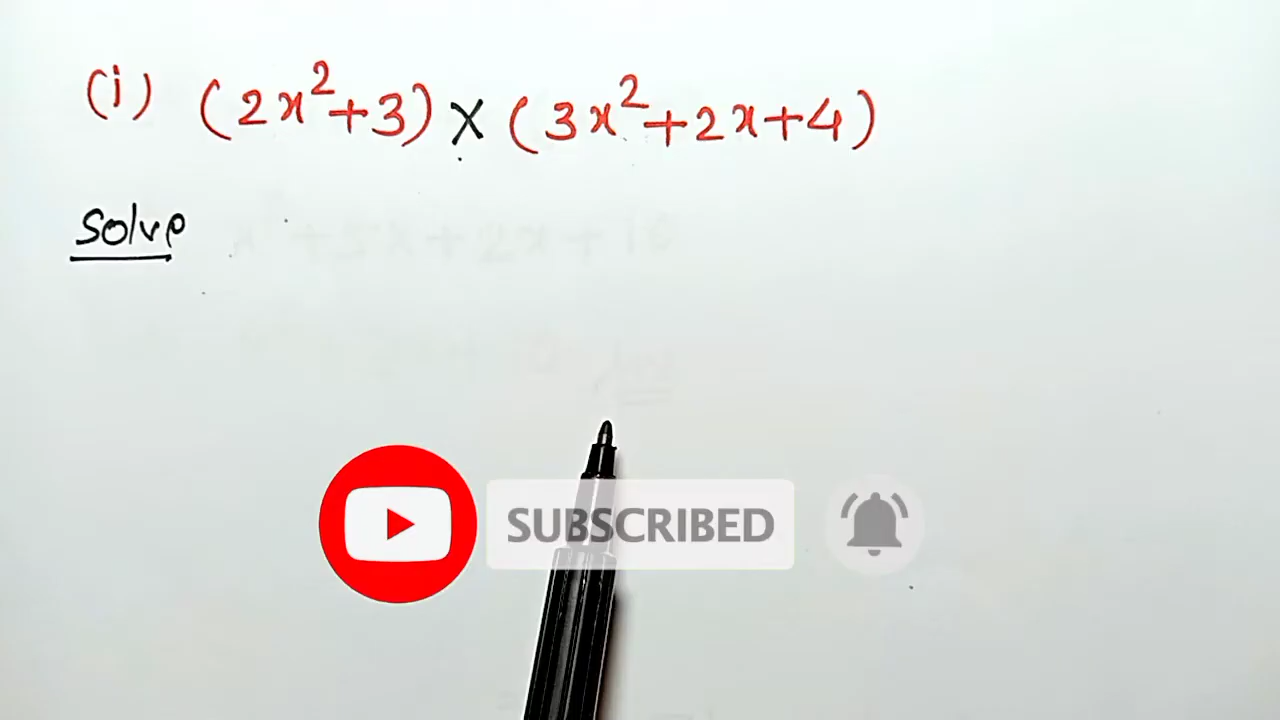 (i) (2x²+3) × (3x²+2x+4)
Solve
SUBSCRIBED